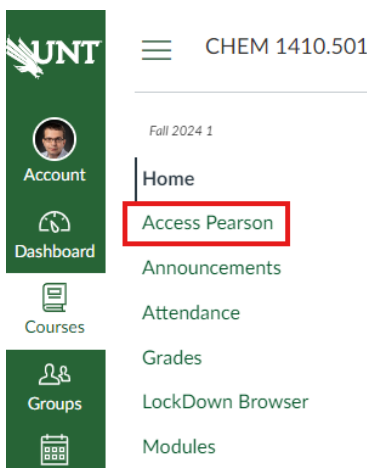 UNT
CHEM 1410.501
Fall 2024 1
Account
Home
Access Pearson
Dashboard
Announcements
Courses
Attendance
Grades
Groups
LockDown Browser
Modules